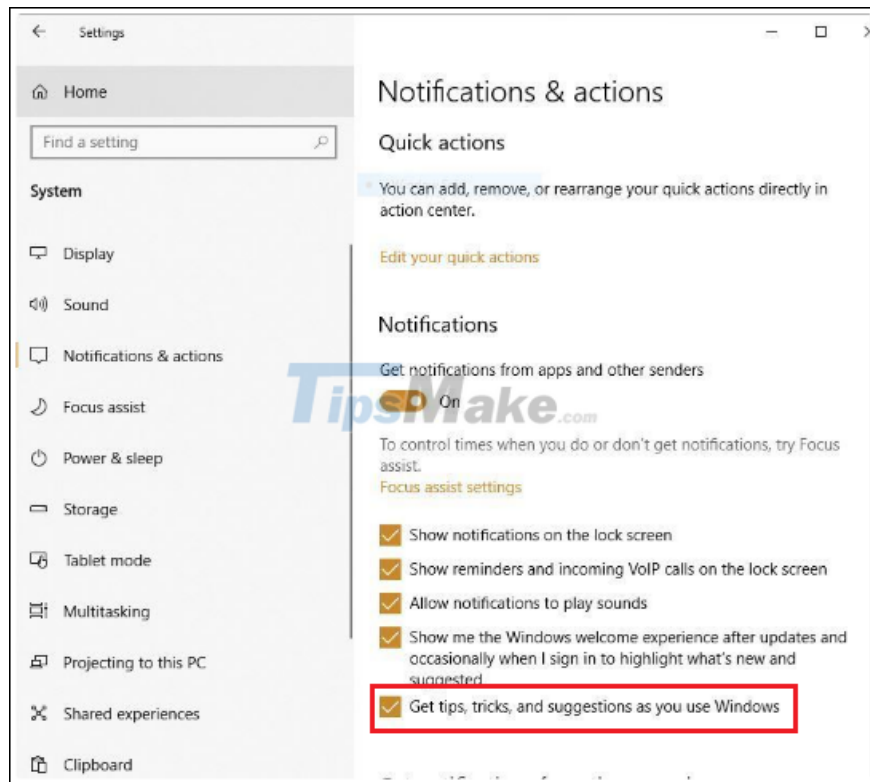 Settings
Home
Find a setting
System
Display
Sound
Notifications & actions
Focus assist
Power & sleep
Storage
Tablet mode
Multitasking
Projecting to this PC
Shared experiences
Clipboard
Notifications & actions
Quick actions
You can add, remove, or rearrange your quick actions directly in
action center.
Edit your quick actions
Notifications
Get notifications from apps and other senders
On
TipsMake.com
To control times when you do or don't get notifications, try Focus
assist.
Focus assist settings
Show notifications on the lock screen
Show reminders and incoming VoIP calls on the lock screen
Allow notifications to play sounds
Show me the Windows welcome experience after updates and
occasionally when I sign in to highlight what's new and
suggested
Get tips, tricks, and suggestions as you use Windows